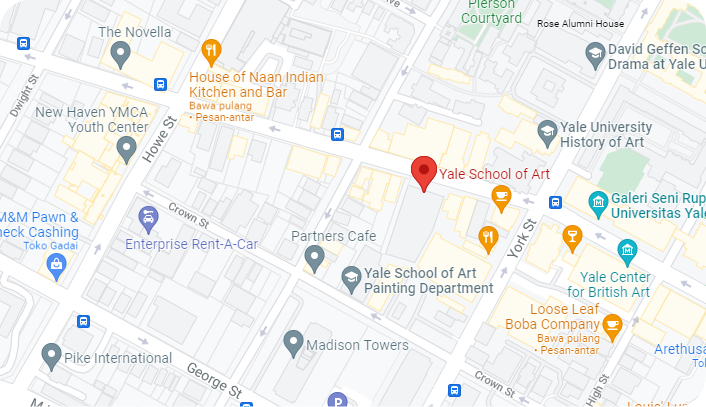 Pierson
Courtyard
Rose Alumni House
The Novella
David Geffen Sc
Drama at Yale U
House of Naan Indian
Kitchen and Bar
Bawa pulang
• Pesan-antar
Dwight St
New Haven YMCA
Youth Center
Howe St
Yale University
History of Art
Yale School of Art
Galeri Seni Rup
Universitas Yale
M&M Pawn &
heck Cashing
Toko Gadai
Crown St
Enterprise Rent-A-Car
Partners Cafe
York St
Yale School of Art
Painting Department
Yale Center
for British Art
Loose Leaf
Boba Company
Bawa pulang
• Pesan-antar
Madison Towers
Arethusa
Pike International
George St
Crown St
High St
P